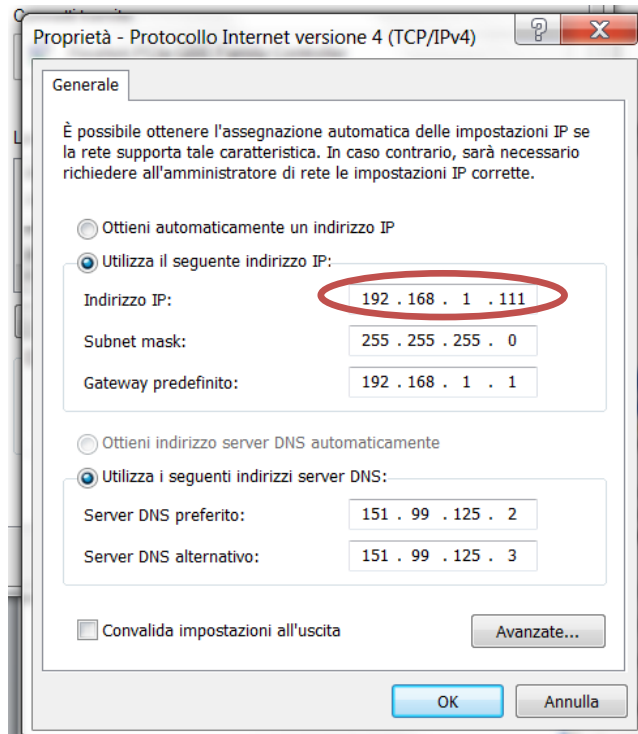 Proprietà - Protocollo Internet versione 4 (TCP/IPv4)
Generale
È possibile ottenere l'assegnazione automatica delle impostazioni IP se
la rete supporta tale caratteristica. In caso contrario, sarà necessario
richiedere all'amministratore di rete le impostazioni IP corrette.
Ottieni automaticamente un indirizzo IP
Utilizza il seguente indirizzo IP:
Indirizzo IP: 192 . 168 . 1 . 111
Subnet mask: 255 . 255 . 255 . 0
Gateway predefinito: 192 . 168 . 1 . 1
Ottieni indirizzo server DNS automaticamente
Utilizza i seguenti indirizzi server DNS:
Server DNS preferito: 151 . 99 . 125 . 2
Server DNS alternativo: 151 . 99 . 125 . 3
Convalida impostazioni all'uscita
Avanzate...
OK Annulla